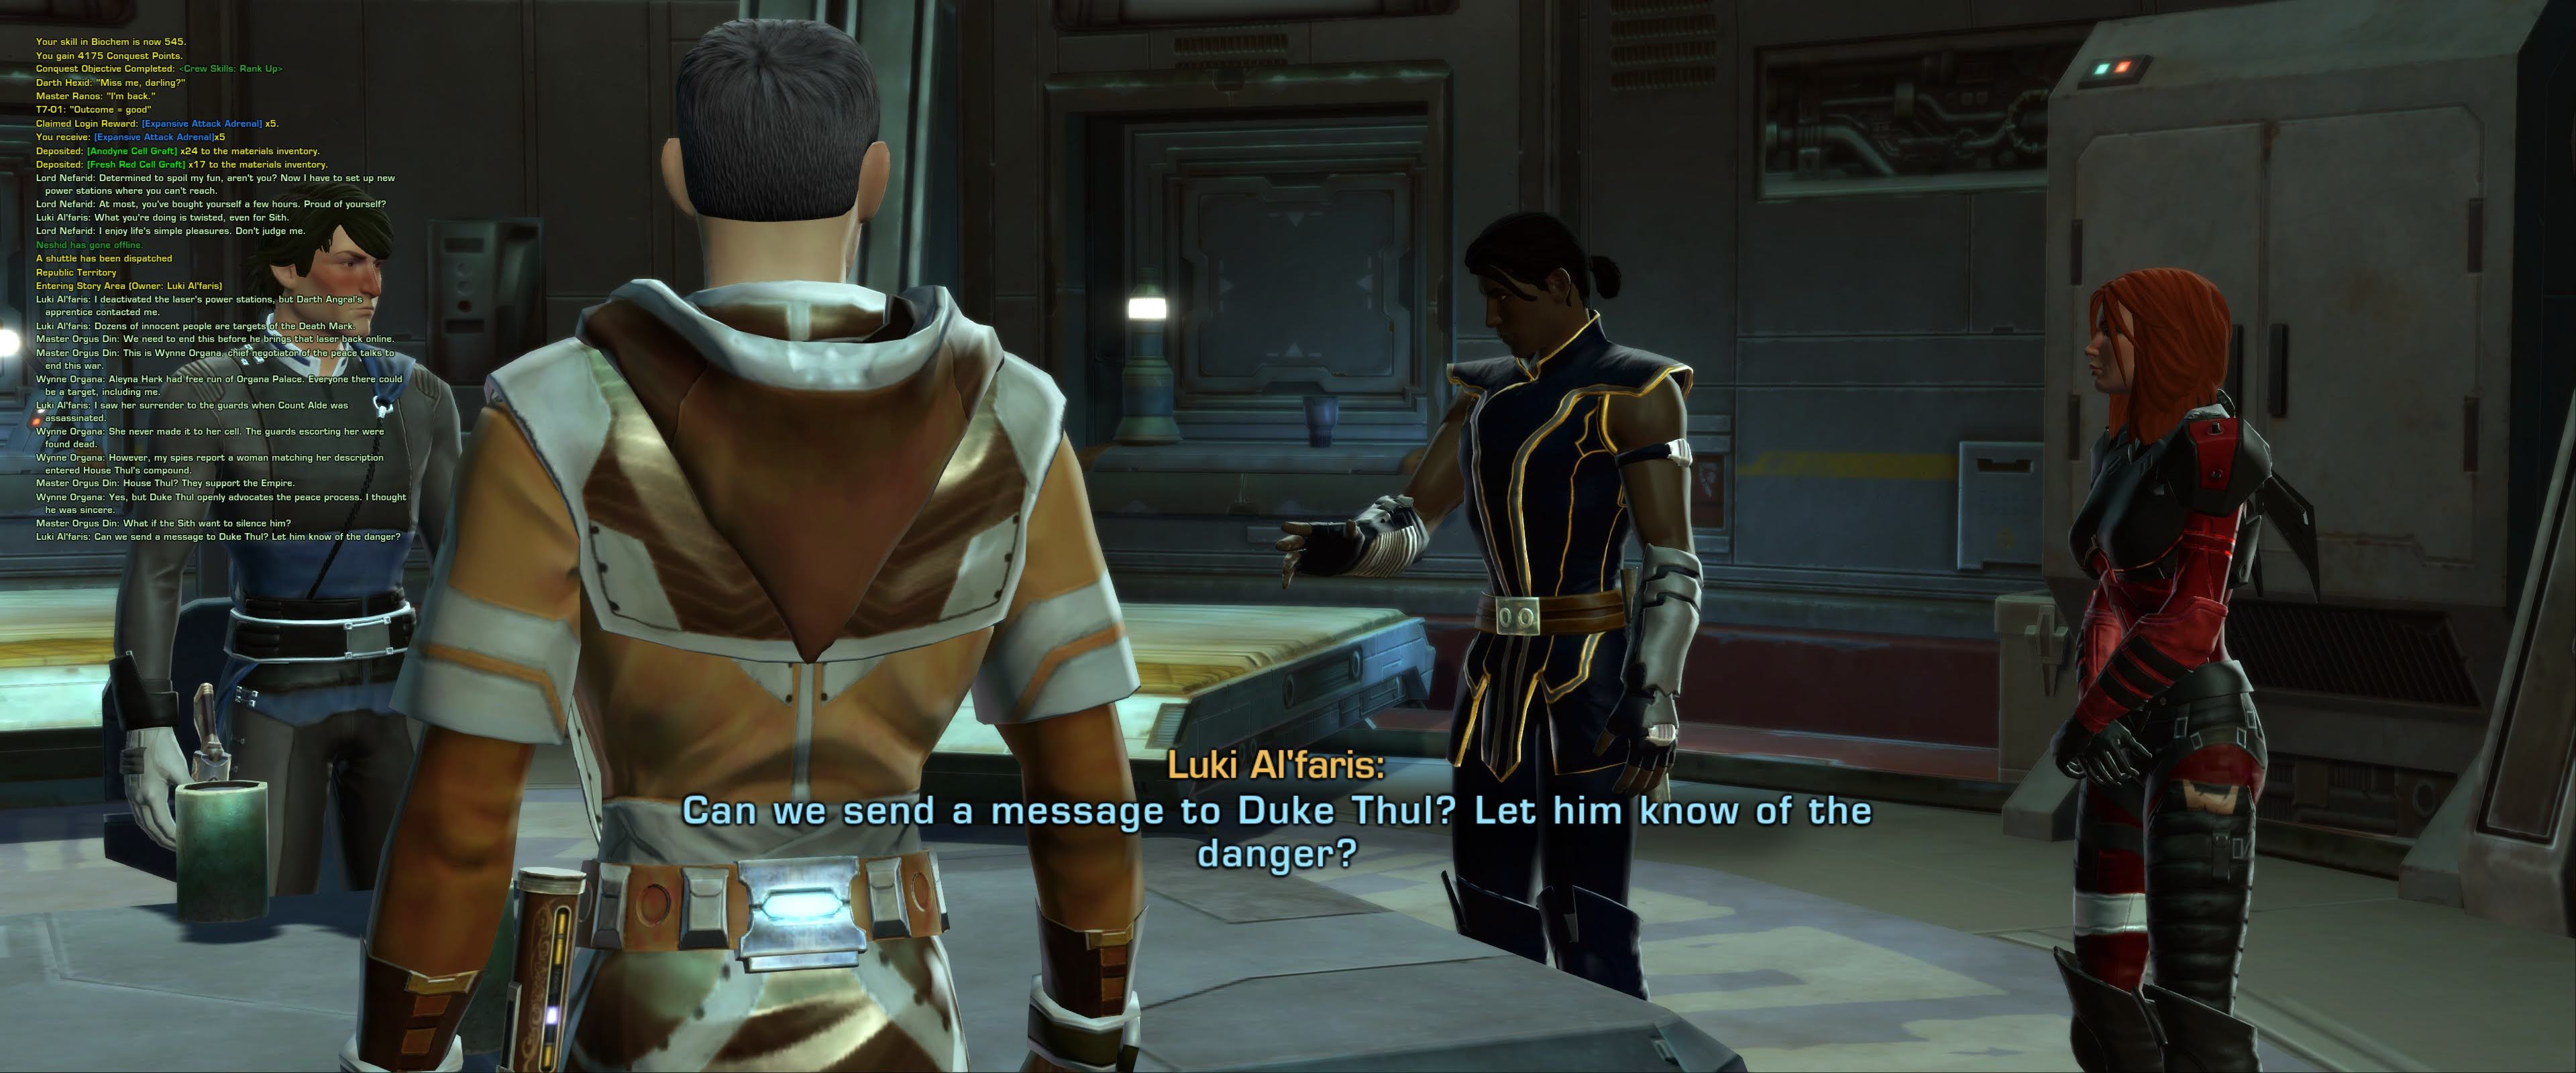 Your skill in Biochem is now 545.
You gain 4175 Conquest Points.
Conquest Objective Completed: <Crew Skills: Rank Up>
Darth Hexid: "Miss me, darling?"
Master Ranos: "I'm back."
T7-01: "Outcome = good"
Claimed Login Reward: [Expansive Attack Adrenal] x5.
You receive: [Expansive Attack Adrenal]x5
Deposited: [Anodyne Cell Graft] x24 to the materials inventory.
Deposited: [Fresh Red Cell Graft] x17 to the materials inventory.
Lord Nefarid: Determined to spoil my fun, aren't you? Now I have to set up new
power stations where you can't reach.
Lord Nefarid: At most, you've bought yourself a few hours. Proud of yourself?
Luki Al'faris: What you're doing is twisted, even for Sith.
Lord Nefarid: I enjoy life's simple pleasures. Don't judge me.
Neshid has gone offline.
A shuttle has been dispatched
Republic Territory
Entering Story Area (Owner: Luki Al'faris)
Luki Al'faris: I deactivated the laser's power stations, but Darth Angral's
apprentice contacted me.
Luki Al'faris: Dozens of innocent people are targets of the Death Mark.
Master Orgus Din: We need to end this before he brings that laser back online.
Master Orgus Din: This is Wynne Organa, chief negotiator of the peace talks to
end this war.
Wynne Organa: Aleyna Hark had free run of Organa Palace. Everyone there could
be a target, including me.
Luki Al'faris: I saw her surrender to the guards when Count Alde was
assassinated.
Wynne Organa: She never made it to her cell. The guards escorting her were
found dead.
Wynne Organa: However, my spies report a woman matching her description
entered House Thul's compound.
Master Orgus Din: House Thul? They support the Empire.
Wynne Organa: Yes, but Duke Thul openly advocates the peace process. I thought
he was sincere.
Master Orgus Din: What if the Sith want to silence him?
Luki Al'faris: Can we send a message to Duke Thul? Let him know of the danger?
Luki Al'faris:
Can we send a message to Duke Thul? Let him know of the
danger?